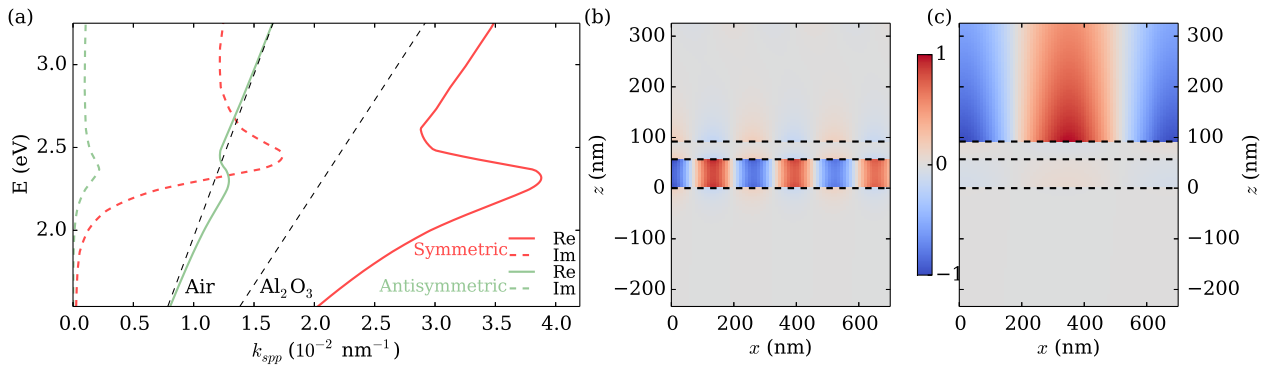 (a)
3.0
2.5
2.0
E (eV)
0.0
0.5
1.0
1.5
2.0
2.5
3.0
3.5
4.0
k_spp (10⁻² nm⁻¹)
Air
Al₂O₃
Symmetric
Re
Im
Antisymmetric
Re
Im
(b)
300
200
100
0
−100
−200
z (nm)
0
200
400
600
x (nm)
1
0
−1
(c)
300
200
100
0
−100
−200
z (nm)
0
200
400
600
x (nm)